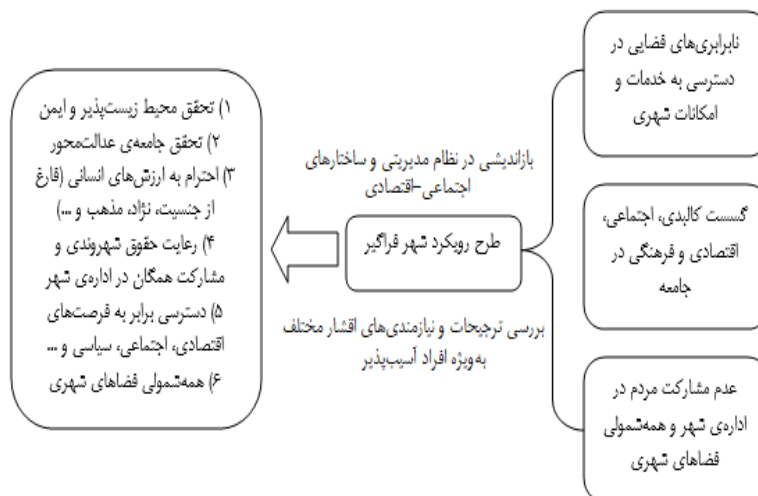 نابرابری‌های فضایی در
دسترسی به خدمات و
امکانات شهری
گسست کالبدی، اجتماعی،
اقتصادی و فرهنگی در
جامعه
عدم مشارکت مردم در
اداره‌ی شهر و همه‌شمولی
فضاهای شهری
بازاندیشی در نظام مدیریتی و ساختارهای
اجتماعی-اقتصادی
طرح رویکرد شهر فراگیر
بررسی ترجیحات و نیازمندی‌های اقشار مختلف
به‌ویژه افراد آسیب‌پذیر
۱) تحقق محیط زیست‌پذیر و ایمن
۲) تحقق جامعه‌ی عدالت‌محور
۳) احترام به ارزش‌های انسانی (فارغ
از جنسیت، نژاد، مذهب و ...)
۴) رعایت حقوق شهروندی و
مشارکت همگان در اداره‌ی شهر
۵) دسترسی برابر به فرصت‌های
اقتصادی، اجتماعی، سیاسی و ...
۶) همه‌شمولی فضاهای شهری